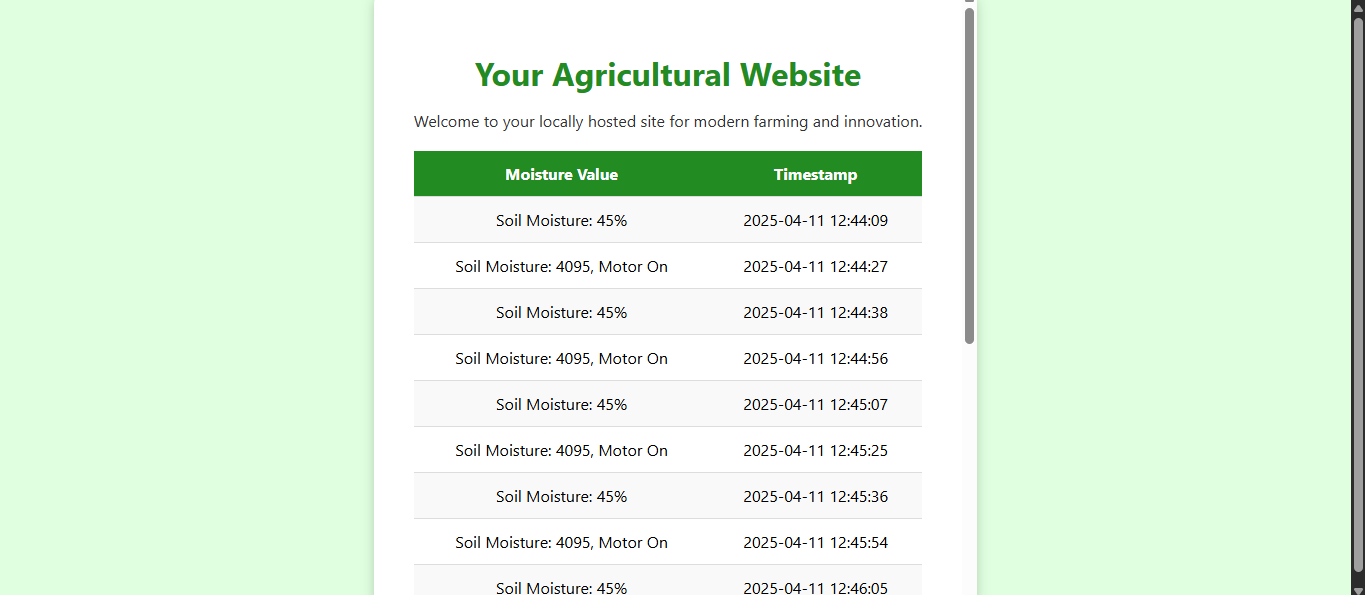 Your Agricultural Website
Welcome to your locally hosted site for modern farming and innovation.
Moisture Value Timestamp
Soil Moisture: 45% 2025-04-11 12:44:09
Soil Moisture: 4095, Motor On 2025-04-11 12:44:27
Soil Moisture: 45% 2025-04-11 12:44:38
Soil Moisture: 4095, Motor On 2025-04-11 12:44:56
Soil Moisture: 45% 2025-04-11 12:45:07
Soil Moisture: 4095, Motor On 2025-04-11 12:45:25
Soil Moisture: 45% 2025-04-11 12:45:36
Soil Moisture: 4095, Motor On 2025-04-11 12:45:54
Soil Moisture: 45% 2025-04-11 12:46:05